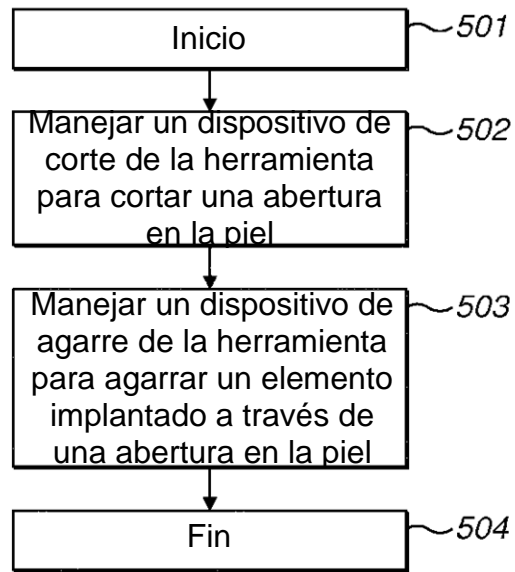 Inicio
501
Manejar un dispositivo de
corte de la herramienta
para cortar una abertura
en la piel
502
Manejar un dispositivo de
agarre de la herramienta
para agarrar un elemento
implantado a través de
una abertura en la piel
503
Fin
504